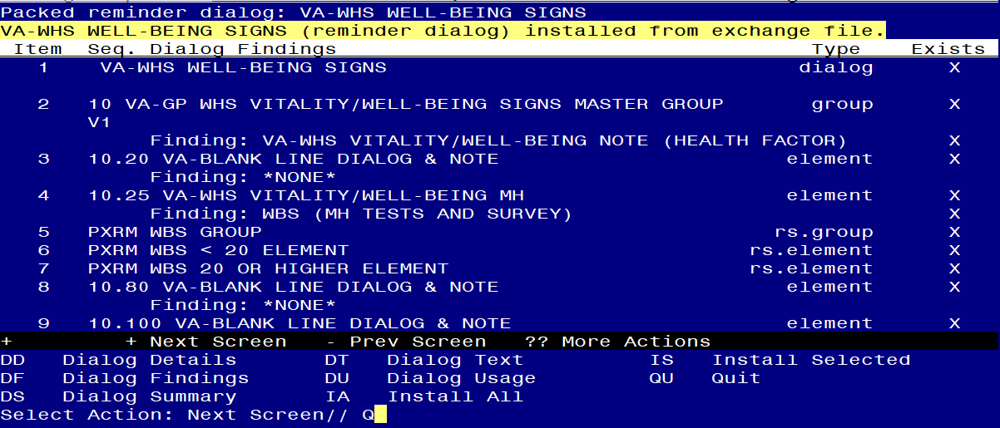 Packed reminder dialog: VA-WHS WELL-BEING SIGNS
VA-WHS WELL-BEING SIGNS (reminder dialog) installed from exchange file.
Item Seq. Dialog Findings Type Exists
1 VA-WHS WELL-BEING SIGNS dialog X
2 10 VA-GP WHS VITALITY/WELL-BEING SIGNS MASTER GROUP group X
V1
Finding: VA-WHS VITALITY/WELL-BEING NOTE (HEALTH FACTOR) X
3 10.20 VA-BLANK LINE DIALOG & NOTE element X
Finding: *NONE*
4 10.25 VA-WHS VITALITY/WELL-BEING MH element X
Finding: WBS (MH TESTS AND SURVEY) X
5 PXRM WBS GROUP rs.group X
6 PXRM WBS < 20 ELEMENT rs.element X
7 PXRM WBS 20 OR HIGHER ELEMENT rs.element X
8 10.80 VA-BLANK LINE DIALOG & NOTE element X
Finding: *NONE*
9 10.100 VA-BLANK LINE DIALOG & NOTE element X
+ + Next Screen - Prev Screen ?? More Actions
DD Dialog Details DT Dialog Text IS Install Selected
DF Dialog Findings DU Dialog Usage QU Quit
DS Dialog Summary IA Install All
Select Action: Next Screen// Q